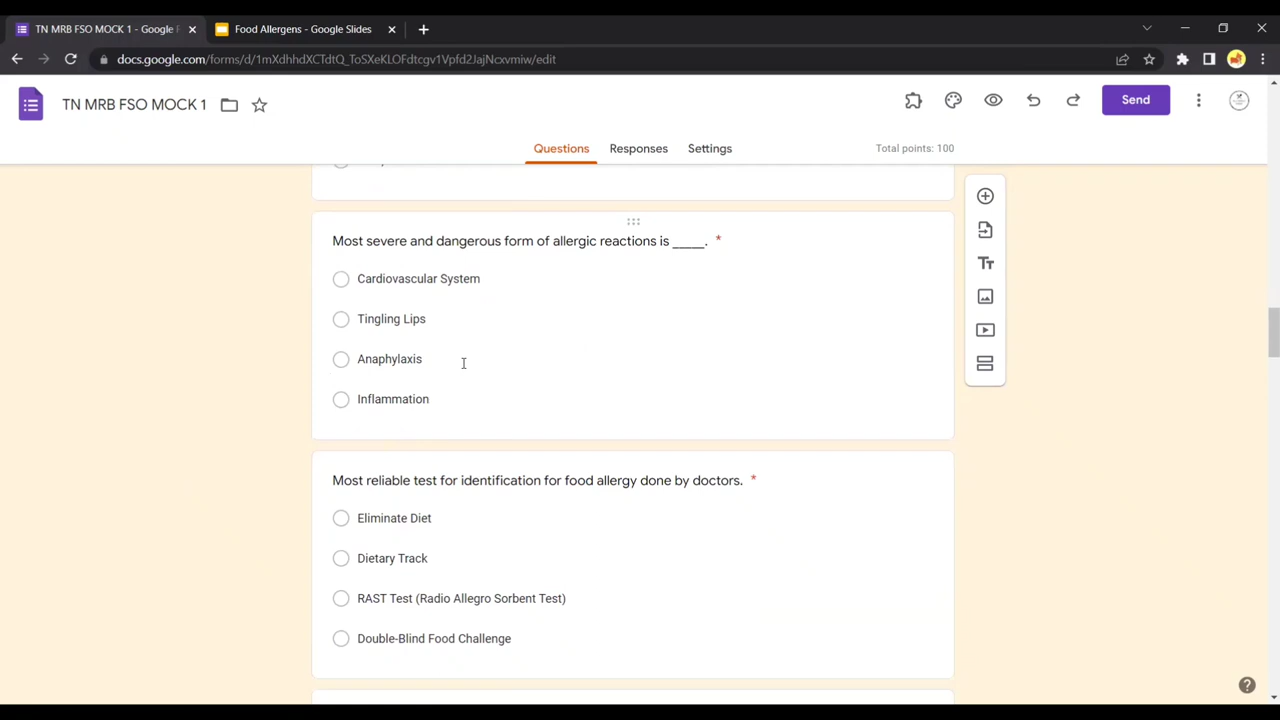 TN MRB FSO MOCK 1 - Google F
Food Allergens - Google Slides
docs.google.com/forms/d/1mXdhhdXCTdtQ_ToSXeKLOFdtcgv1Vpfd2JajNcxvmiw/edit
TN MRB FSO MOCK 1
Send
Questions
Responses
Settings
Total points: 100
Most severe and dangerous form of allergic reactions is _____. *
Cardiovascular System
Tingling Lips
Anaphylaxis
Inflammation
Most reliable test for identification for food allergy done by doctors. *
Eliminate Diet
Dietary Track
RAST Test (Radio Allegro Sorbent Test)
Double-Blind Food Challenge